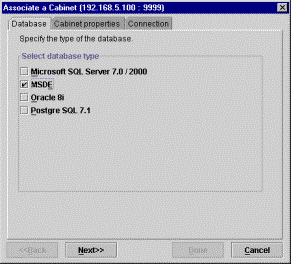 Associate a Cabinet (192.168.5.100 : 9999)
Database Cabinet properties Connection
Specify the type of the database.
Select database type
Microsoft SQL Server 7.0 / 2000
MSDE
Oracle 8i
Postgre SQL 7.1
<<Back Next>> Done Cancel